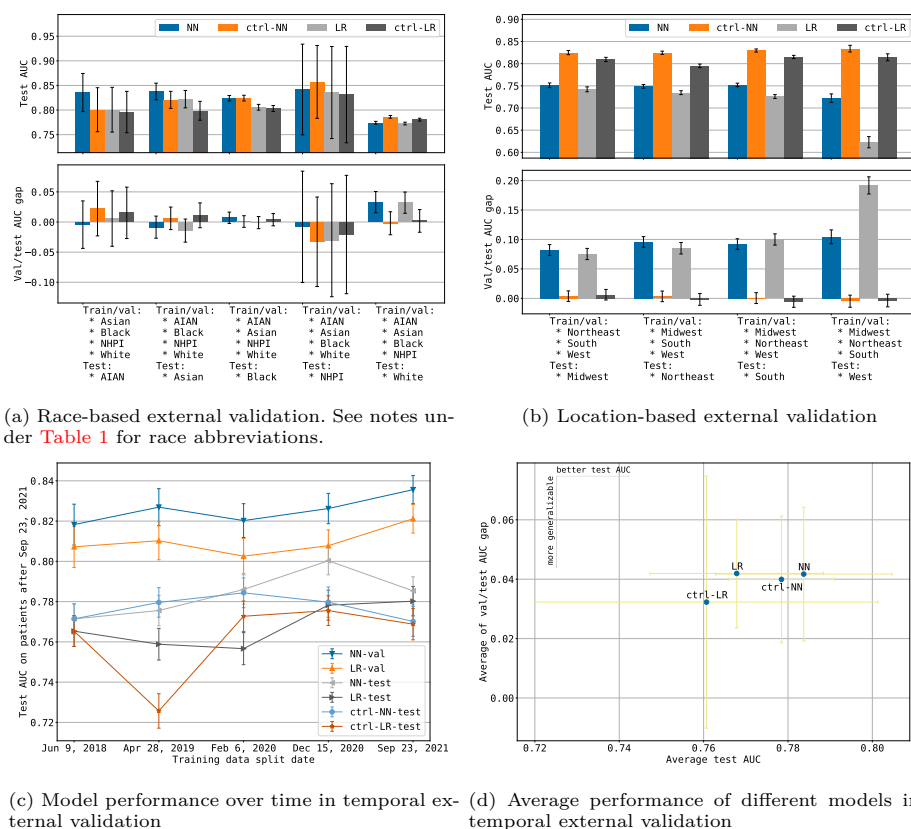 NN ctrl-NN LR ctrl-LR
Test AUC
0.95
0.90
0.85
0.80
0.75
Val/test AUC gap
0.05
0.00
−0.05
−0.10
Train/val:
* Asian
* Black
* NHPI
* White
Test:
* AIAN
Train/val:
* AIAN
* Black
* NHPI
* White
Test:
* Asian
Train/val:
* AIAN
* Asian
* NHPI
* White
Test:
* Black
Train/val:
* AIAN
* Asian
* Black
* White
Test:
* NHPI
Train/val:
* AIAN
* Asian
* Black
* NHPI
Test:
* White
(a) Race-based external validation. See notes un-
der Table 1 for race abbreviations.
NN ctrl-NN LR ctrl-LR
Test AUC
0.90
0.85
0.80
0.75
0.70
0.65
0.60
Val/test AUC gap
0.20
0.15
0.10
0.05
0.00
Train/val:
* Northeast
* South
* West
Test:
* Midwest
Train/val:
* Midwest
* South
* West
Test:
* Northeast
Train/val:
* Midwest
* Northeast
* West
Test:
* South
Train/val:
* Midwest
* Northeast
* South
Test:
* West
(b) Location-based external validation
Test AUC on patients after Sep 23, 2021
0.84
0.82
0.80
0.78
0.76
0.74
0.72
NN-val
LR-val
NN-test
LR-test
ctrl-NN-test
ctrl-LR-test
Jun 9, 2018 Apr 28, 2019 Feb 6, 2020 Dec 15, 2020 Sep 23, 2021
Training data split date
(c) Model performance over time in temporal ex-
ternal validation
Average of val/test AUC gap
better test AUC
more generalizable
0.06
0.04
0.02
0.00
LR
NN
ctrl-NN
ctrl-LR
0.72 0.74 0.76 0.78 0.80
Average test AUC
(d) Average performance of different models in
temporal external validation